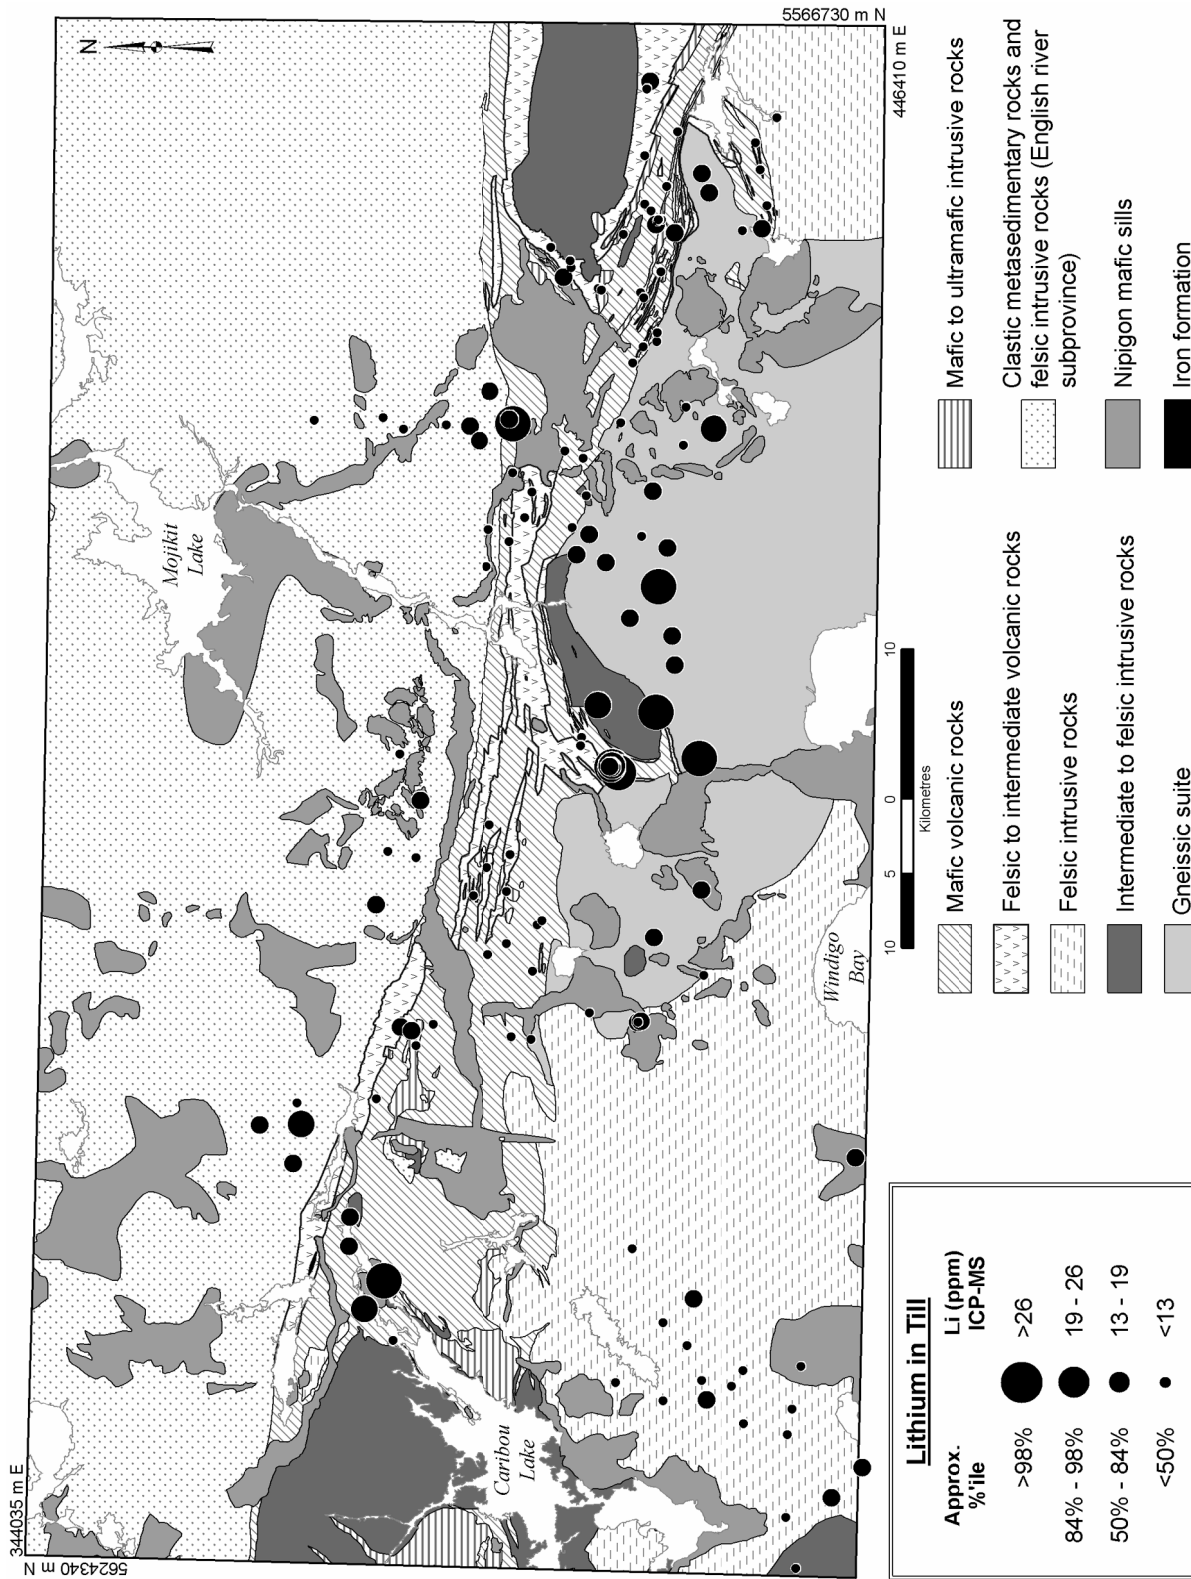 344035 m E
5624340 m N
N
5566730 m N
446410 m E
Mojikit
Lake
Caribou
Lake
Windigo
Bay
10
5
0
10
Kilometres
Lithium in Till
Approx.
%'ile
Li (ppm)
ICP-MS
>98%
>26
84% - 98%
19 - 26
50% - 84%
13 - 19
<50%
<13
Mafic volcanic rocks
Felsic to intermediate volcanic rocks
Felsic intrusive rocks
Intermediate to felsic intrusive rocks
Gneissic suite
Mafic to ultramafic intrusive rocks
Clastic metasedimentary rocks and
felsic intrusive rocks (English river
subprovince)
Nipigon mafic sills
Iron formation